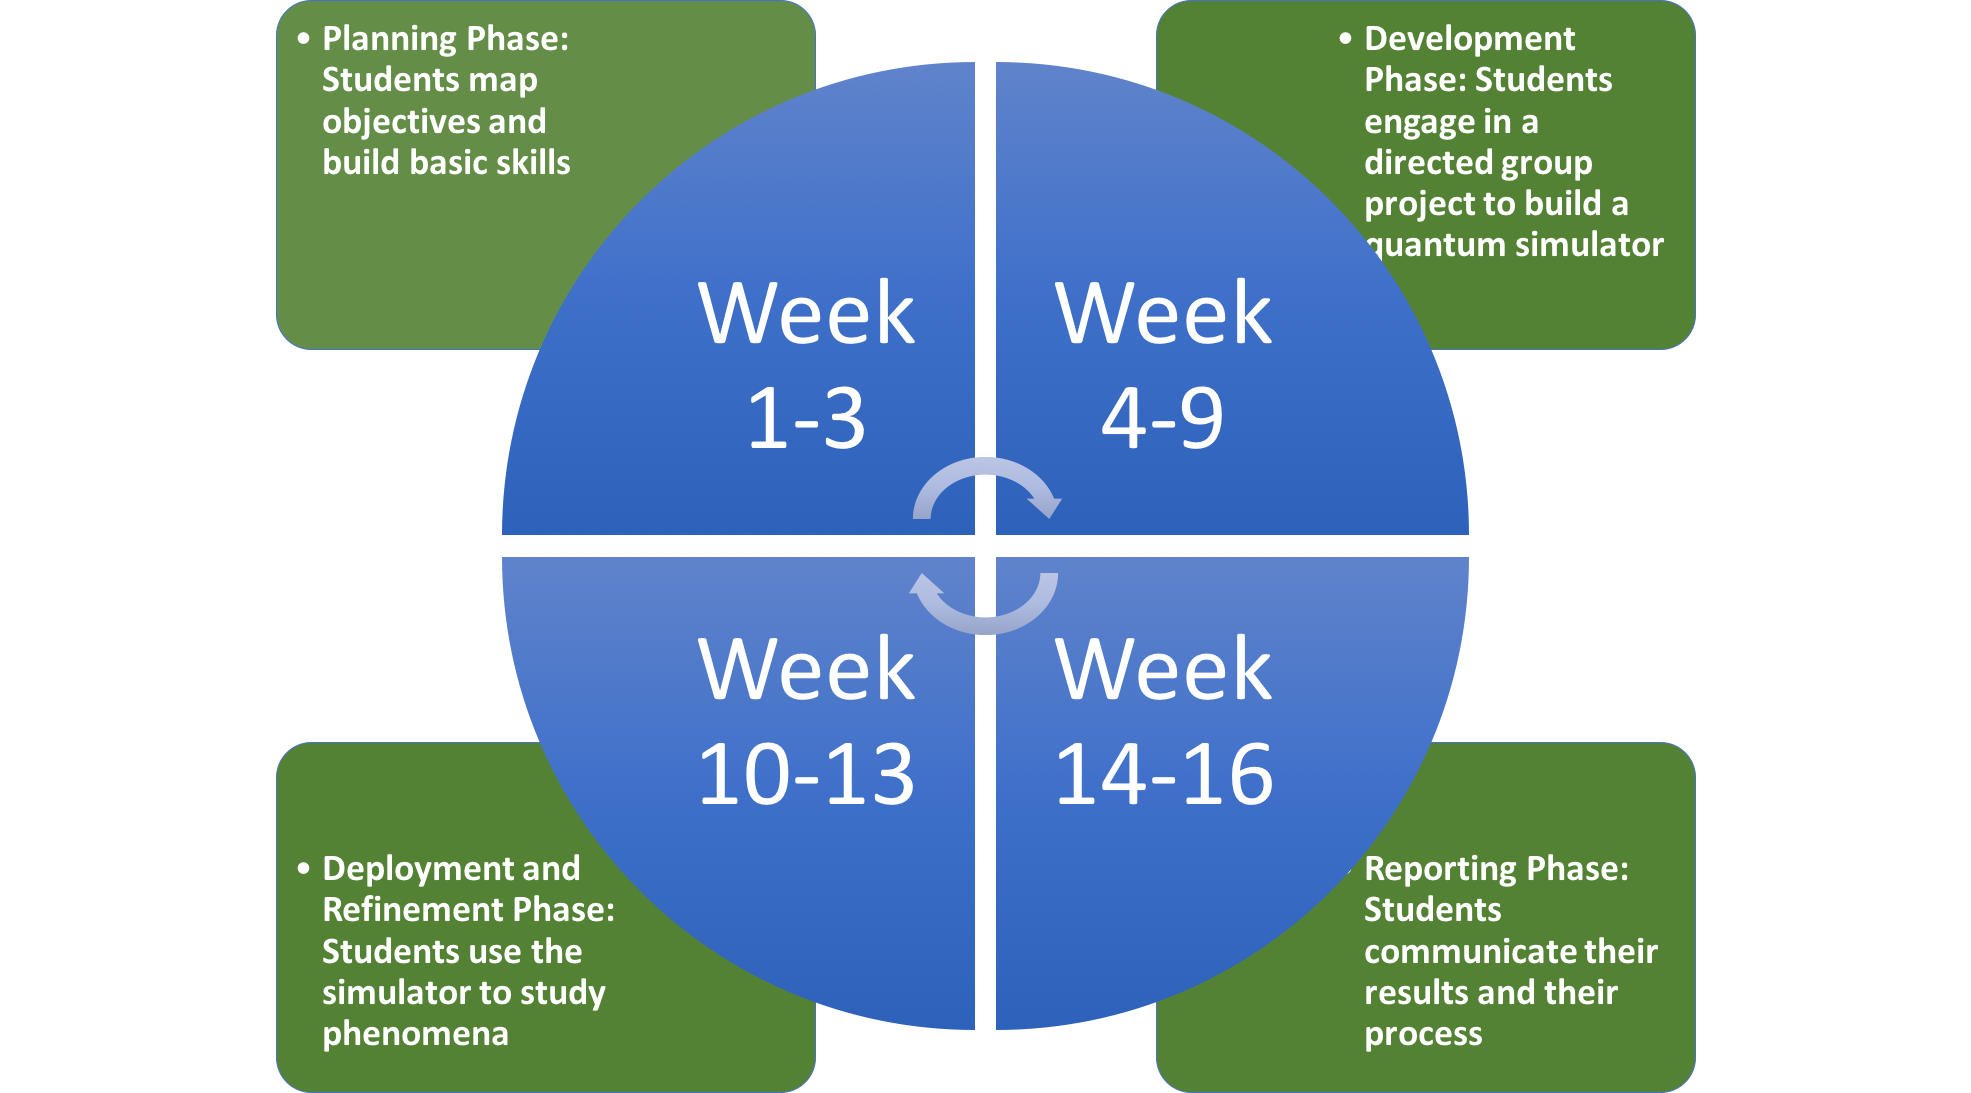 • Planning Phase:
Students map
objectives and
build basic skills
• Development
Phase: Students
engage in a
directed group
project to build a
quantum simulator
Week
1-3
Week
4-9
Week
10-13
Week
14-16
• Deployment and
Refinement Phase:
Students use the
simulator to study
phenomena
Reporting Phase:
Students
communicate their
results and their
process